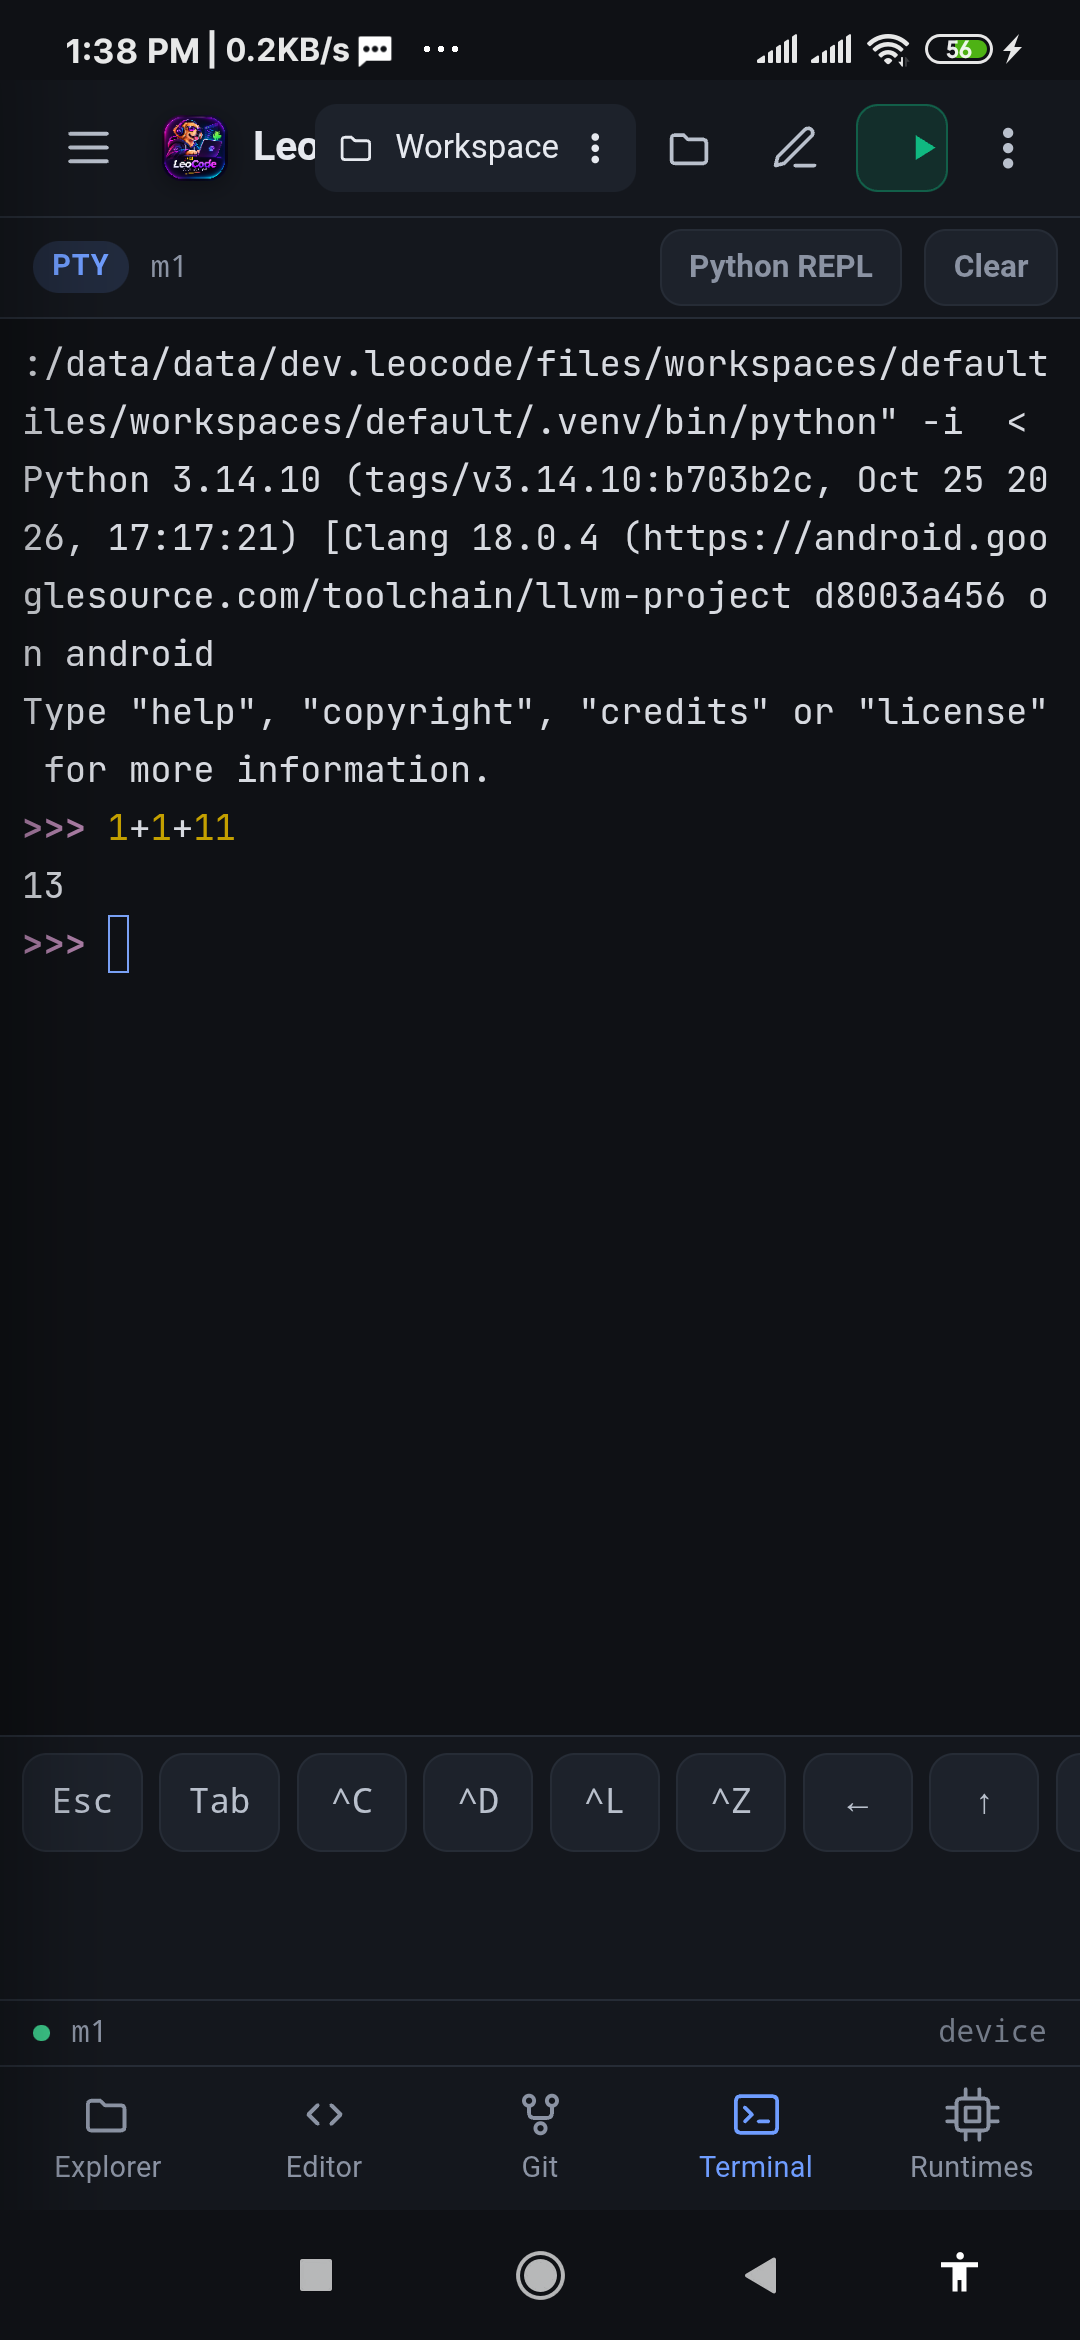 1:38 PM | 0.2KB/s ...
56
LeoCode
Leo
Workspace
PTY m1
Python REPL
Clear
:/data/data/dev.leocode/files/workspaces/default
iles/workspaces/default/.venv/bin/python" -i  <
Python 3.14.10 (tags/v3.14.10:b703b2c, Oct 25 20
26, 17:17:21) [Clang 18.0.4 (https://android.goo
glesource.com/toolchain/llvm-project d8003a456 o
n android
Type "help", "copyright", "credits" or "license"
 for more information.
>>> 1+1+11
13
>>>
Esc Tab ^C ^D ^L ^Z ← ↑
m1 device
Explorer Editor Git Terminal Runtimes